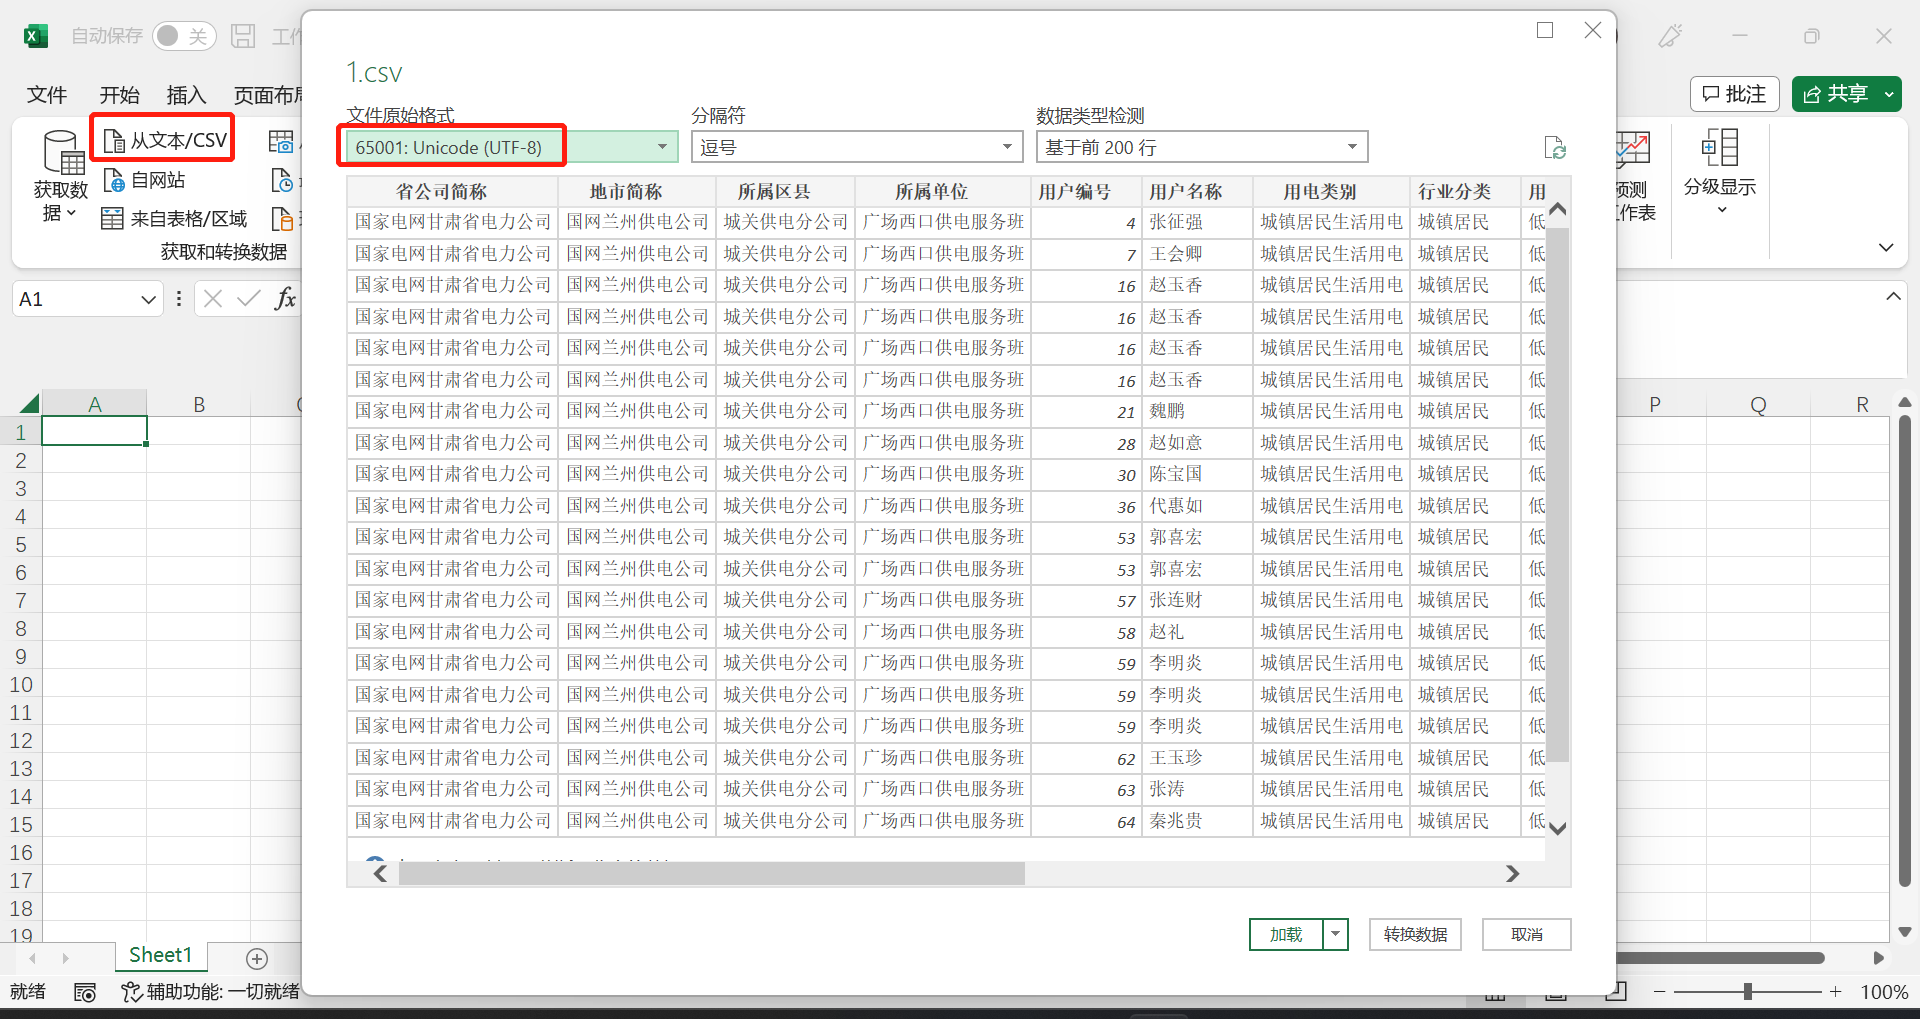 自动保存 关
文件 开始 插入 页面布局
批注 共享
获取数据
从文本/CSV
自网站
来自表格/区域
获取和转换数据
预测
工作表
分级显示
A1 fx
1.csv
文件原始格式 分隔符 数据类型检测
65001: Unicode (UTF-8) 逗号 基于前 200 行
省公司简称 地市简称 所属区县 所属单位 用户编号 用户名称 用电类别 行业分类 用
国家电网甘肃省电力公司 国网兰州供电公司 城关供电分公司 广场西口供电服务班 4 张征强 城镇居民生活用电 城镇居民 低
国家电网甘肃省电力公司 国网兰州供电公司 城关供电分公司 广场西口供电服务班 7 王会卿 城镇居民生活用电 城镇居民 低
国家电网甘肃省电力公司 国网兰州供电公司 城关供电分公司 广场西口供电服务班 16 赵玉香 城镇居民生活用电 城镇居民 低
国家电网甘肃省电力公司 国网兰州供电公司 城关供电分公司 广场西口供电服务班 16 赵玉香 城镇居民生活用电 城镇居民 低
国家电网甘肃省电力公司 国网兰州供电公司 城关供电分公司 广场西口供电服务班 16 赵玉香 城镇居民生活用电 城镇居民 低
国家电网甘肃省电力公司 国网兰州供电公司 城关供电分公司 广场西口供电服务班 16 赵玉香 城镇居民生活用电 城镇居民 低
国家电网甘肃省电力公司 国网兰州供电公司 城关供电分公司 广场西口供电服务班 21 魏鹏 城镇居民生活用电 城镇居民 低
国家电网甘肃省电力公司 国网兰州供电公司 城关供电分公司 广场西口供电服务班 28 赵如意 城镇居民生活用电 城镇居民 低
国家电网甘肃省电力公司 国网兰州供电公司 城关供电分公司 广场西口供电服务班 30 陈宝国 城镇居民生活用电 城镇居民 低
国家电网甘肃省电力公司 国网兰州供电公司 城关供电分公司 广场西口供电服务班 36 代惠如 城镇居民生活用电 城镇居民 低
国家电网甘肃省电力公司 国网兰州供电公司 城关供电分公司 广场西口供电服务班 53 郭喜宏 城镇居民生活用电 城镇居民 低
国家电网甘肃省电力公司 国网兰州供电公司 城关供电分公司 广场西口供电服务班 53 郭喜宏 城镇居民生活用电 城镇居民 低
国家电网甘肃省电力公司 国网兰州供电公司 城关供电分公司 广场西口供电服务班 57 张连财 城镇居民生活用电 城镇居民 低
国家电网甘肃省电力公司 国网兰州供电公司 城关供电分公司 广场西口供电服务班 58 赵礼 城镇居民生活用电 城镇居民 低
国家电网甘肃省电力公司 国网兰州供电公司 城关供电分公司 广场西口供电服务班 59 李明炎 城镇居民生活用电 城镇居民 低
国家电网甘肃省电力公司 国网兰州供电公司 城关供电分公司 广场西口供电服务班 59 李明炎 城镇居民生活用电 城镇居民 低
国家电网甘肃省电力公司 国网兰州供电公司 城关供电分公司 广场西口供电服务班 59 李明炎 城镇居民生活用电 城镇居民 低
国家电网甘肃省电力公司 国网兰州供电公司 城关供电分公司 广场西口供电服务班 62 王玉珍 城镇居民生活用电 城镇居民 低
国家电网甘肃省电力公司 国网兰州供电公司 城关供电分公司 广场西口供电服务班 63 张涛 城镇居民生活用电 城镇居民 低
国家电网甘肃省电力公司 国网兰州供电公司 城关供电分公司 广场西口供电服务班 64 秦兆贵 城镇居民生活用电 城镇居民 低
加载 转换数据 取消
A B P Q R
1
2
3
4
5
6
7
8
9
10
11
12
13
14
15
16
17
18
19
Sheet1
就绪 辅助功能: 一切就绪 100%